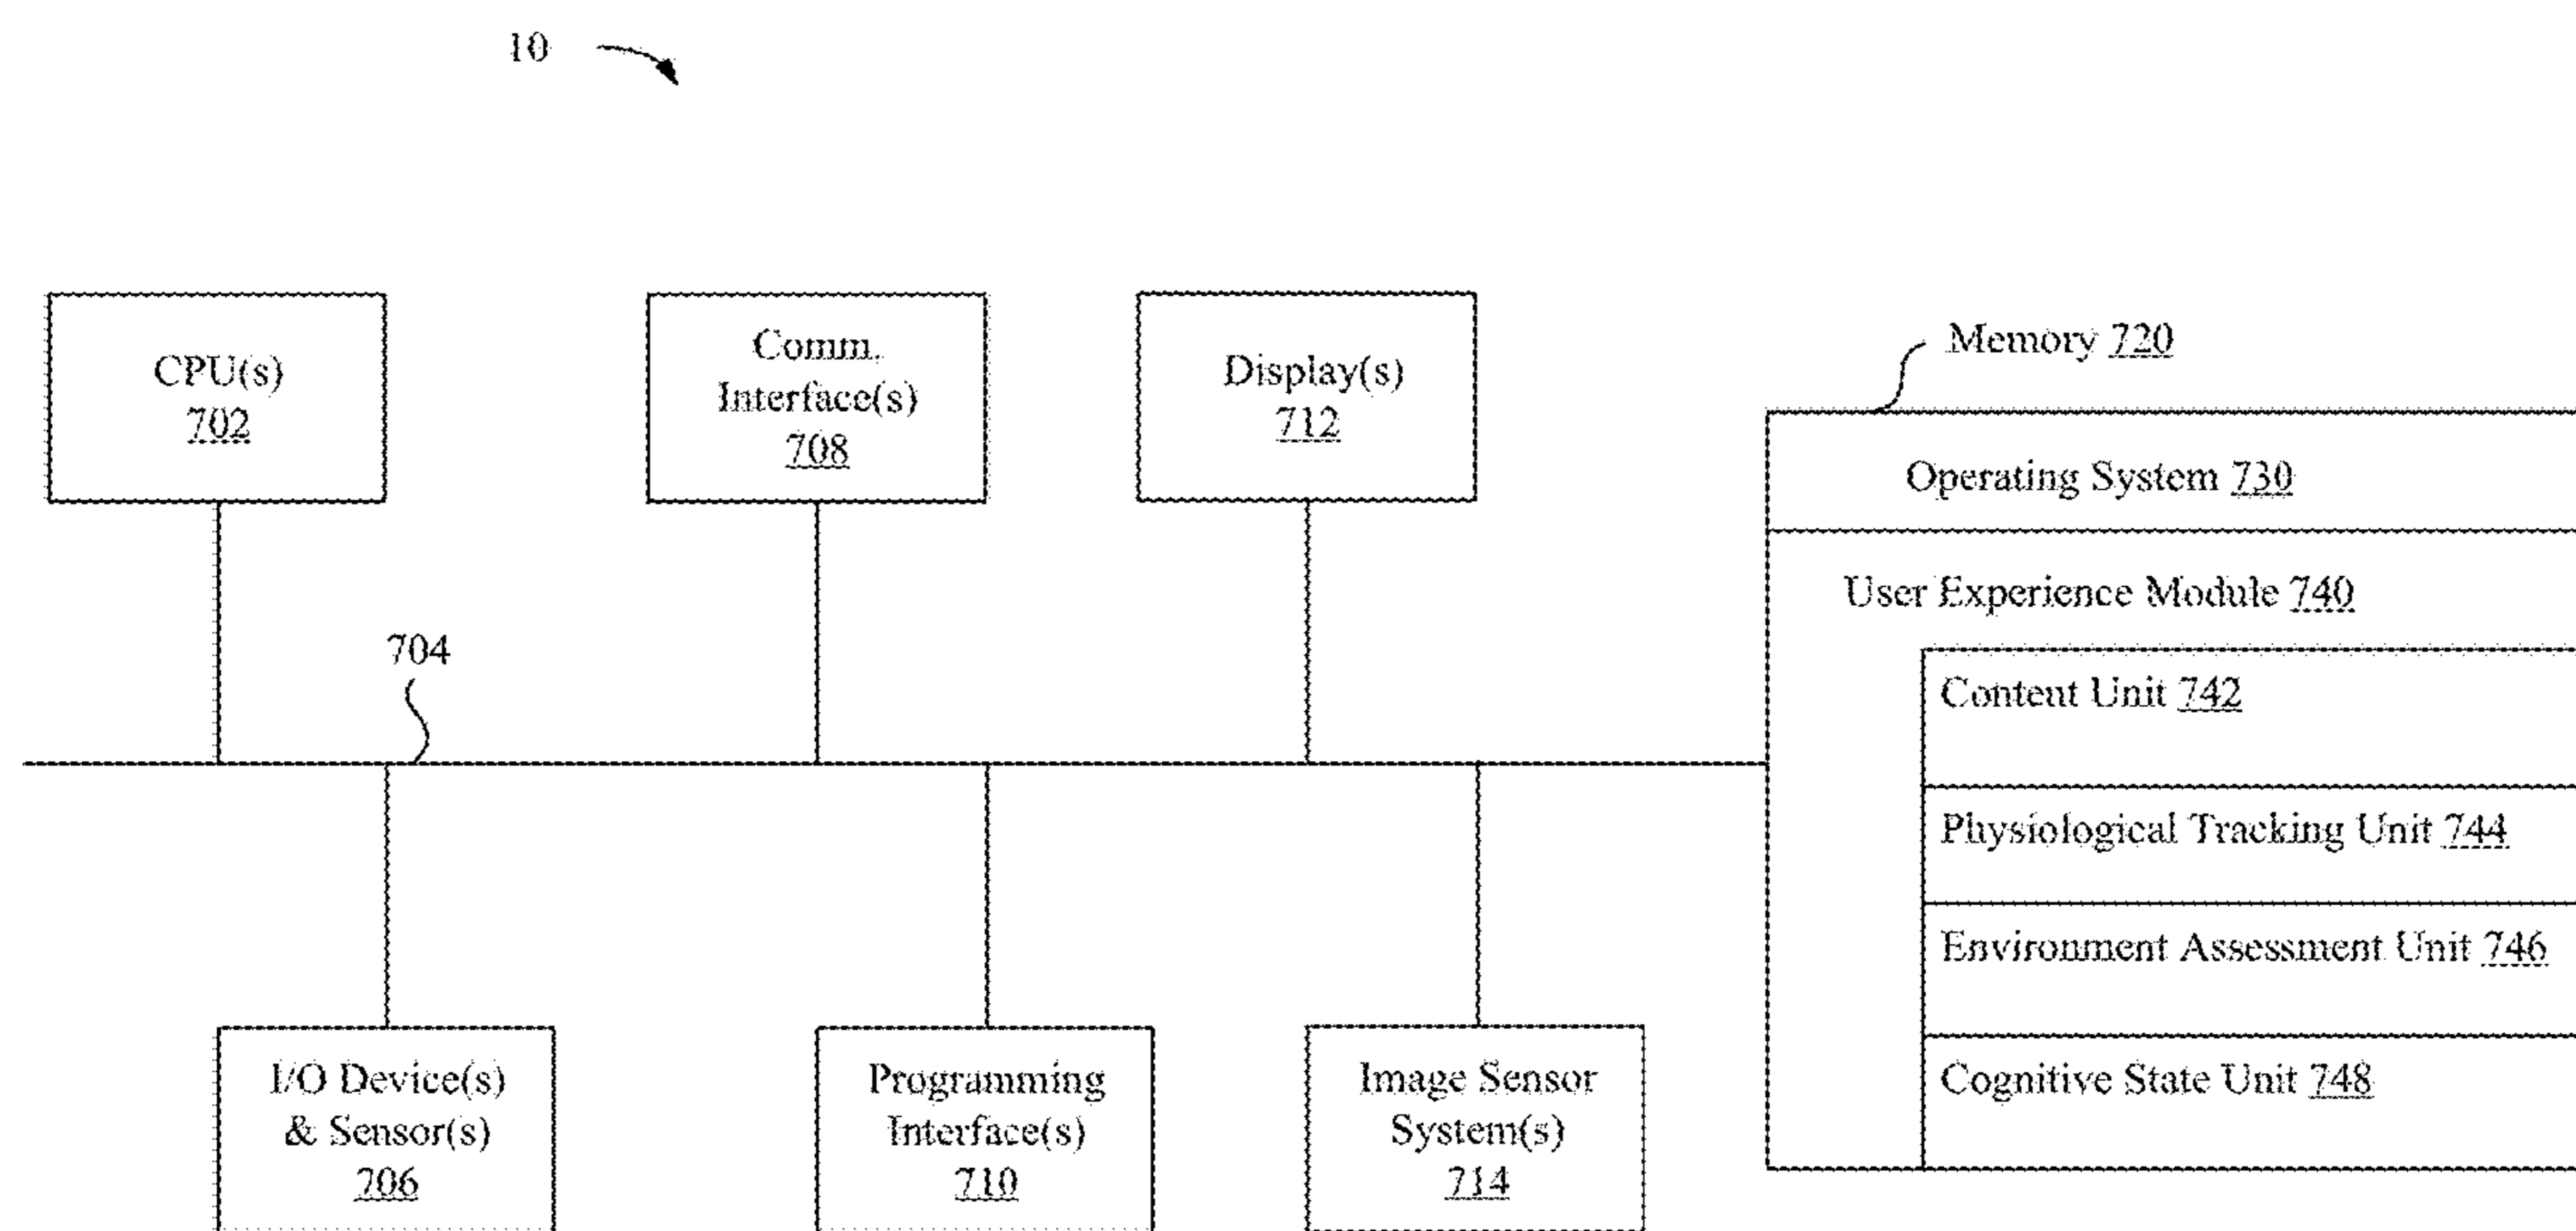 10
CPU(s)
702
Comm.
Interface(s)
708
Display(s)
712
Memory 720
Operating System 730
User Experience Module 740
Content Unit 742
Physiological Tracking Unit 744
Environment Assessment Unit 746
Cognitive State Unit 748
704
I/O Device(s)
& Sensor(s)
706
Programming
Interface(s)
710
Image Sensor
System(s)
714